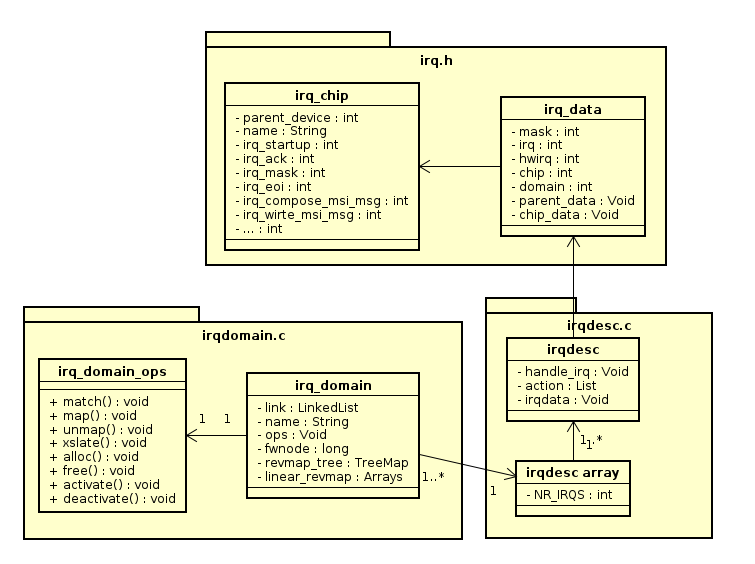 irq.h
irq_chip
- parent_device : int
- name : String
- irq_startup : int
- irq_ack : int
- irq_mask : int
- irq_eoi : int
- irq_compose_msi_msg : int
- irq_wirte_msi_msg : int
- ... : int
irq_data
- mask : int
- irq : int
- hwirq : int
- chip : int
- domain : int
- parent_data : Void
- chip_data : Void
irqdomain.c
irq_domain_ops
+ match() : void
+ map() : void
+ unmap() : void
+ xslate() : void
+ alloc() : void
+ free() : void
+ activate() : void
+ deactivate() : void
1 1
irq_domain
- link : LinkedList
- name : String
- ops : Void
- fwnode : long
- revmap_tree : TreeMap
- linear_revmap : Arrays
1..*
1
irqdesc.c
irqdesc
- handle_irq : Void
- action : List
- irqdata : Void
1..*
1
irqdesc array
- NR_IRQS : int